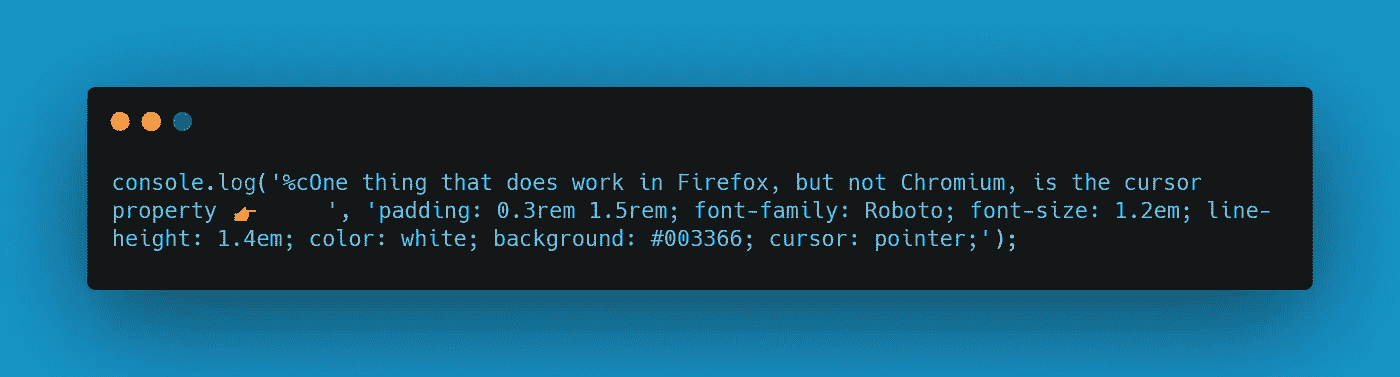 console.log('%cOne thing that does work in Firefox, but not Chromium, is the cursor
property 👉     ', 'padding: 0.3rem 1.5rem; font-family: Roboto; font-size: 1.2em; line-
height: 1.4em; color: white; background: #003366; cursor: pointer;');